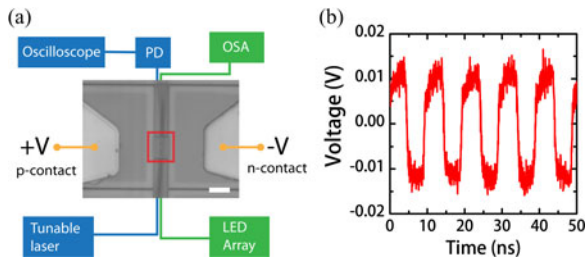 (a)
Oscilloscope
PD
OSA
+V
p-contact
-V
n-contact
Tunable
laser
LED
Array
(b)
Voltage (V)
0.02
0.01
0.00
-0.01
-0.02
0 10 20 30 40 50
Time (ns)